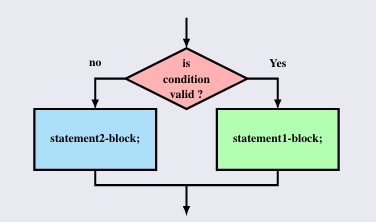 no
is
condition
valid ?
Yes
statement2-block;
statement1-block;